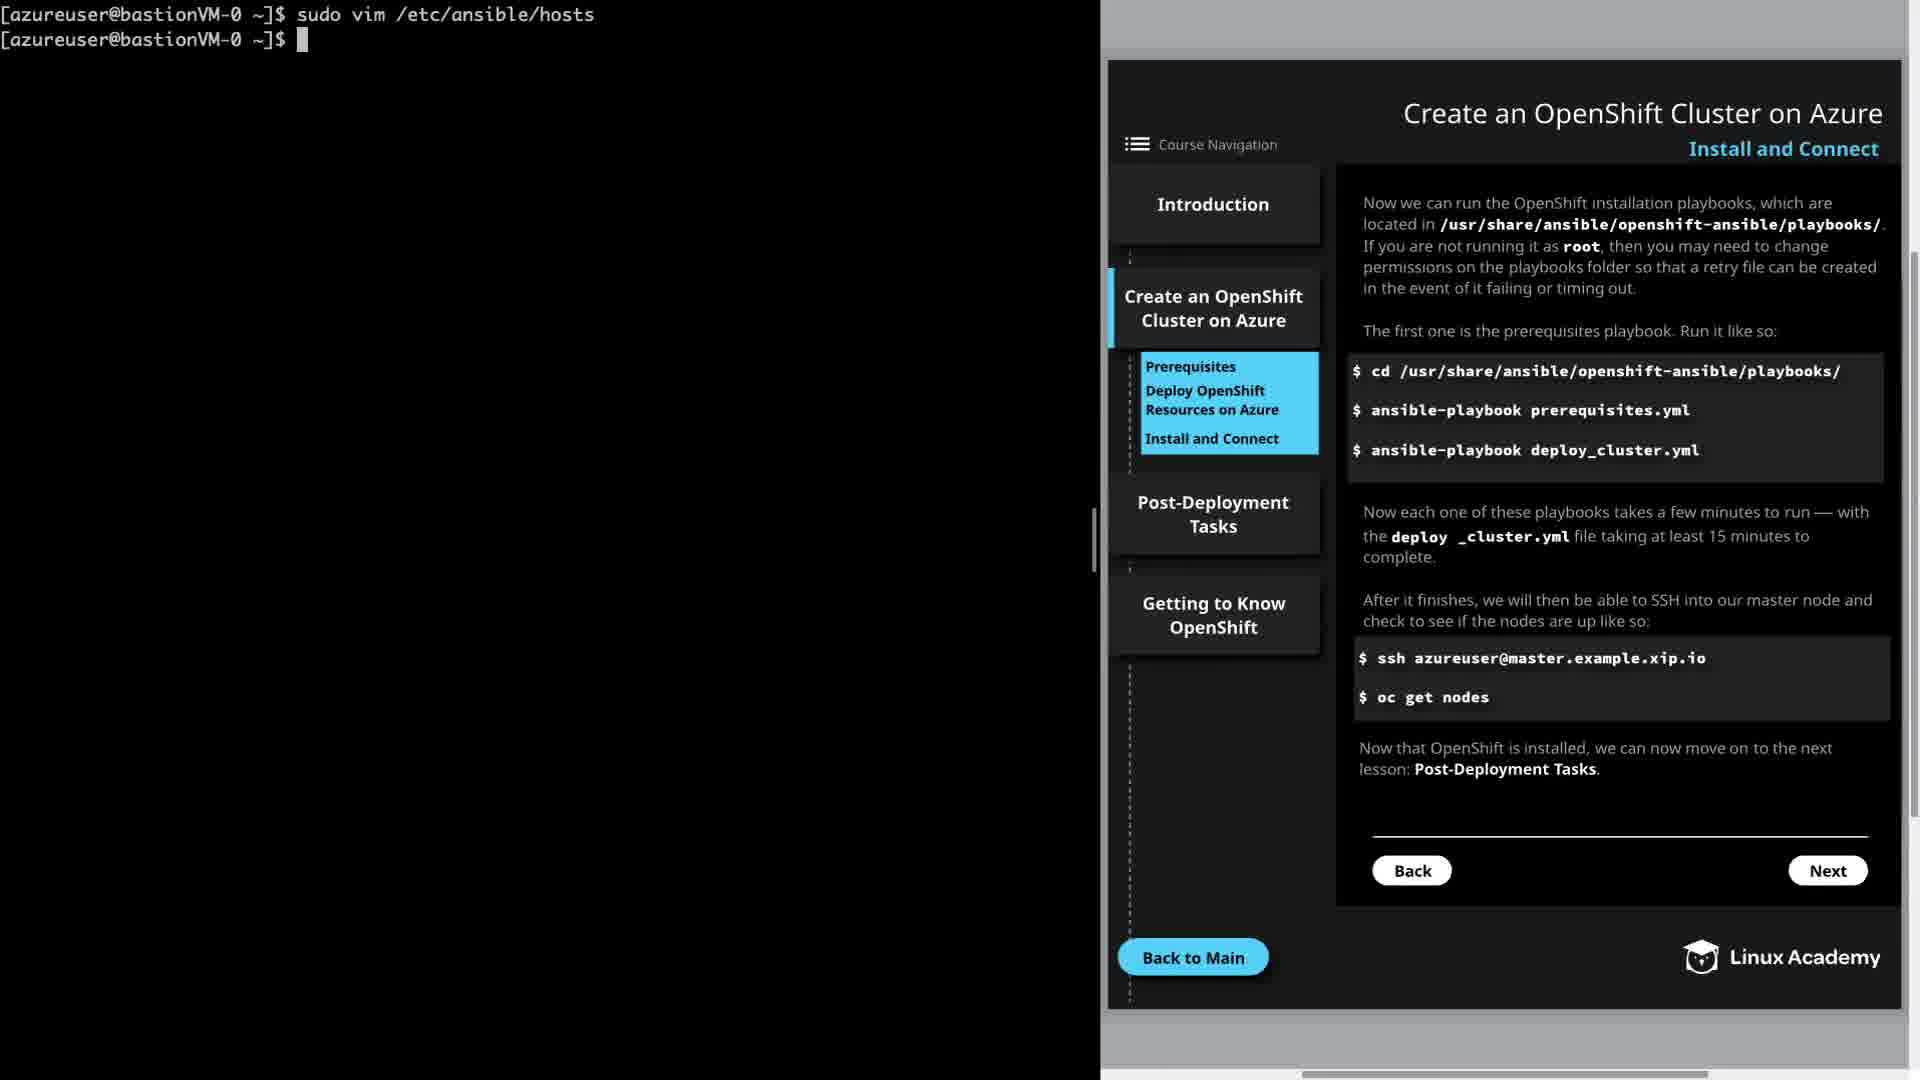 [azureuser@bastionVM-0 ~]$ sudo vim /etc/ansible/hosts
[azureuser@bastionVM-0 ~]$
Create an OpenShift Cluster on Azure
Course Navigation
Install and Connect
Introduction
Create an OpenShift
Cluster on Azure
Prerequisites
Deploy OpenShift
Resources on Azure
Install and Connect
Post-Deployment
Tasks
Getting to Know
OpenShift
Back to Main
Now we can run the OpenShift installation playbooks, which are
located in /usr/share/ansible/openshift-ansible/playbooks/.
If you are not running it as root, then you may need to change
permissions on the playbooks folder so that a retry file can be created
in the event of it failing or timing out.
The first one is the prerequisites playbook. Run it like so:
$ cd /usr/share/ansible/openshift-ansible/playbooks/
$ ansible-playbook prerequisites.yml
$ ansible-playbook deploy_cluster.yml
Now each one of these playbooks takes a few minutes to run — with
the deploy _cluster.yml file taking at least 15 minutes to
complete.
After it finishes, we will then be able to SSH into our master node and
check to see if the nodes are up like so:
$ ssh azureuser@master.example.xip.io
$ oc get nodes
Now that OpenShift is installed, we can now move on to the next
lesson: Post-Deployment Tasks.
Back
Next
Linux Academy